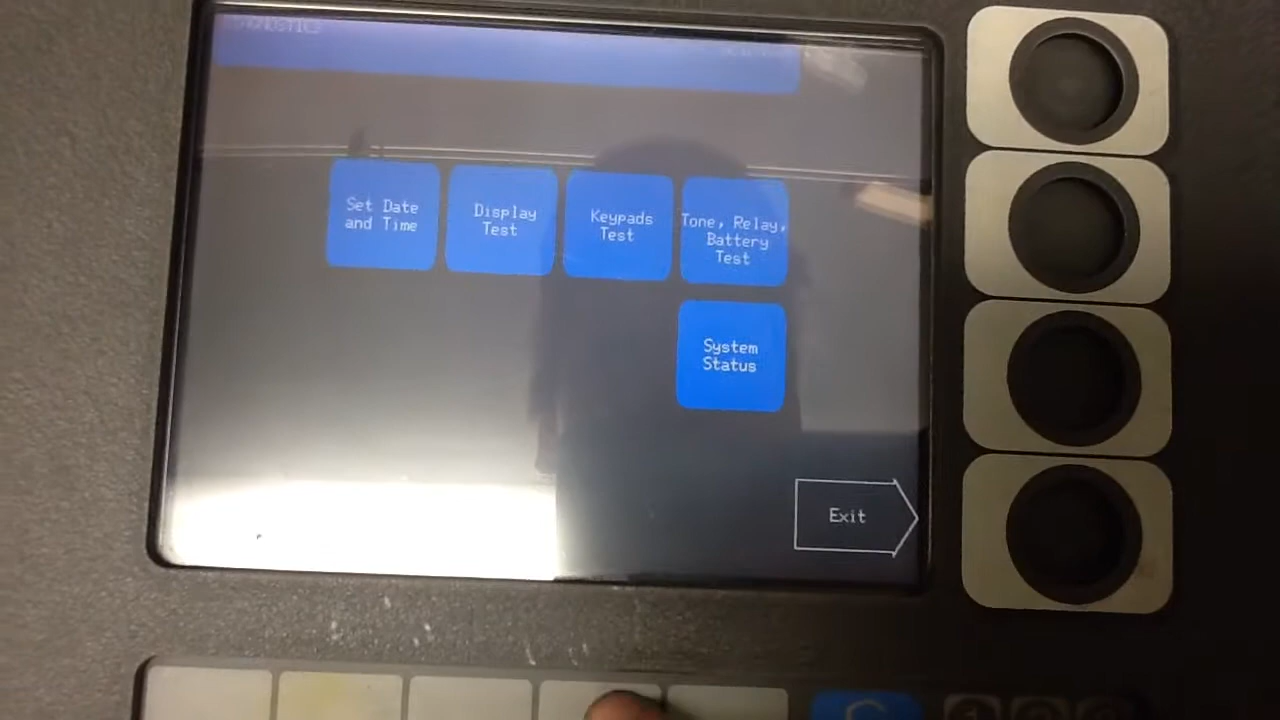 Set Date
and Time
Display
Test
Keypads
Test
Tone, Relay,
Battery
Test
System
Status
Exit
C